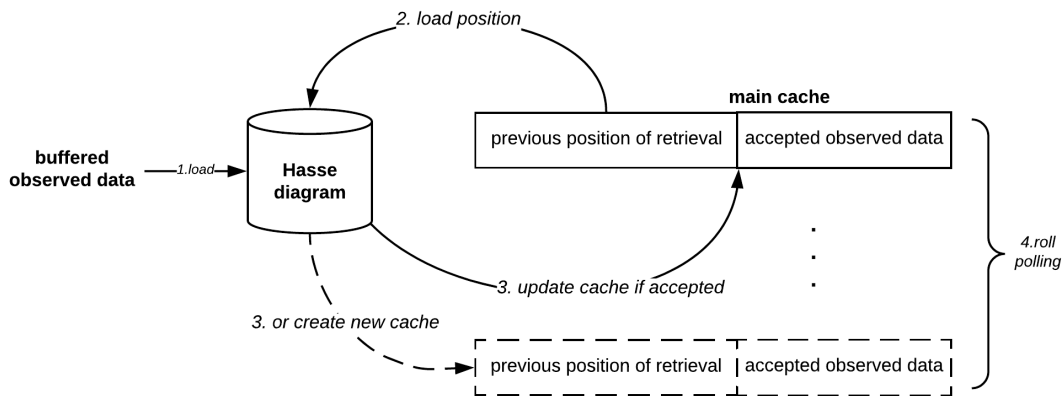 2. load position
main cache
previous position of retrieval
accepted observed data
buffered
observed data
1.load
Hasse
diagram
4.roll
polling
3. update cache if accepted
3. or create new cache
previous position of retrieval
accepted observed data